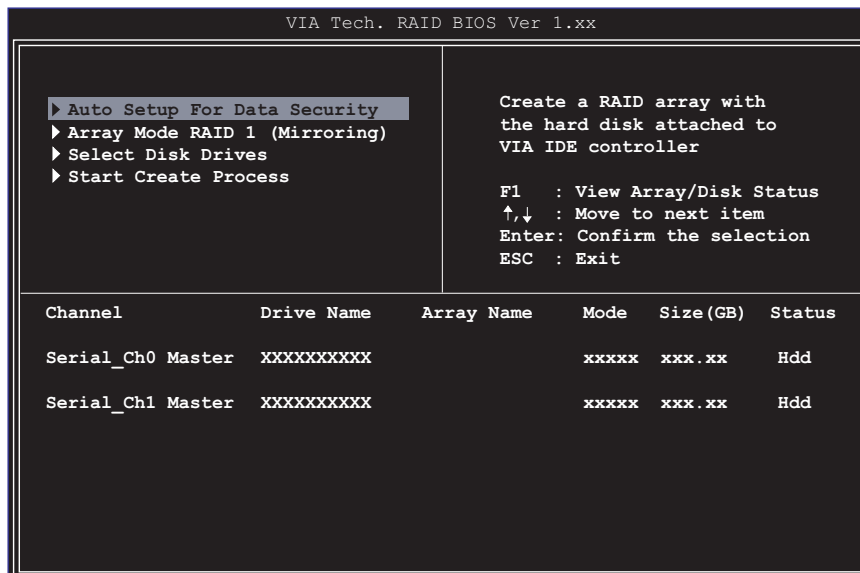 VIA Tech. RAID BIOS Ver 1.xx
Auto Setup For Data Security
Array Mode RAID 1 (Mirroring)
Select Disk Drives
Start Create Process
Create a RAID array with
the hard disk attached to
VIA IDE controller
F1 : View Array/Disk Status
↑,↓ : Move to next item
Enter: Confirm the selection
ESC : Exit
Channel Drive Name Array Name Mode Size(GB) Status
Serial_Ch0 Master XXXXXXXXXX xxxxx xxx.xx Hdd
Serial_Ch1 Master XXXXXXXXXX xxxxx xxx.xx Hdd